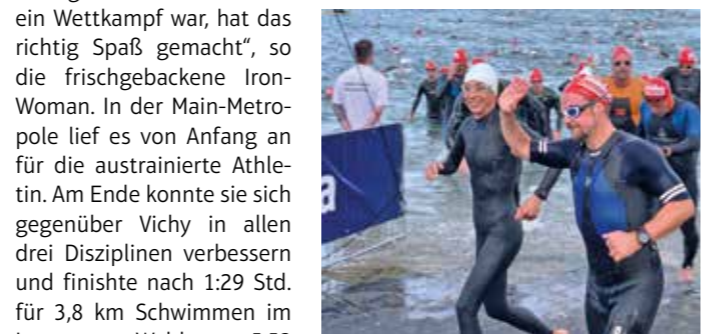 ein Wettkampf war, hat das
richtig Spaß gemacht“, so
die frischgebackene Iron-
Woman. In der Main-Metro-
pole lief es von Anfang an
für die austrainierte Athle-
tin. Am Ende konnte sie sich
gegenüber Vichy in allen
drei Disziplinen verbessern
und finishte nach 1:29 Std.
für 3,8 km Schwimmen im
a